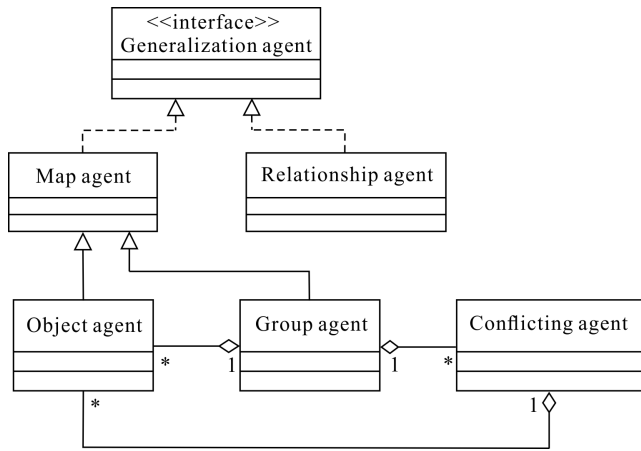 <<interface>>
Generalization agent
Map agent
Relationship agent
Object agent
Group agent
Conflicting agent
*
1
1
*
*
1